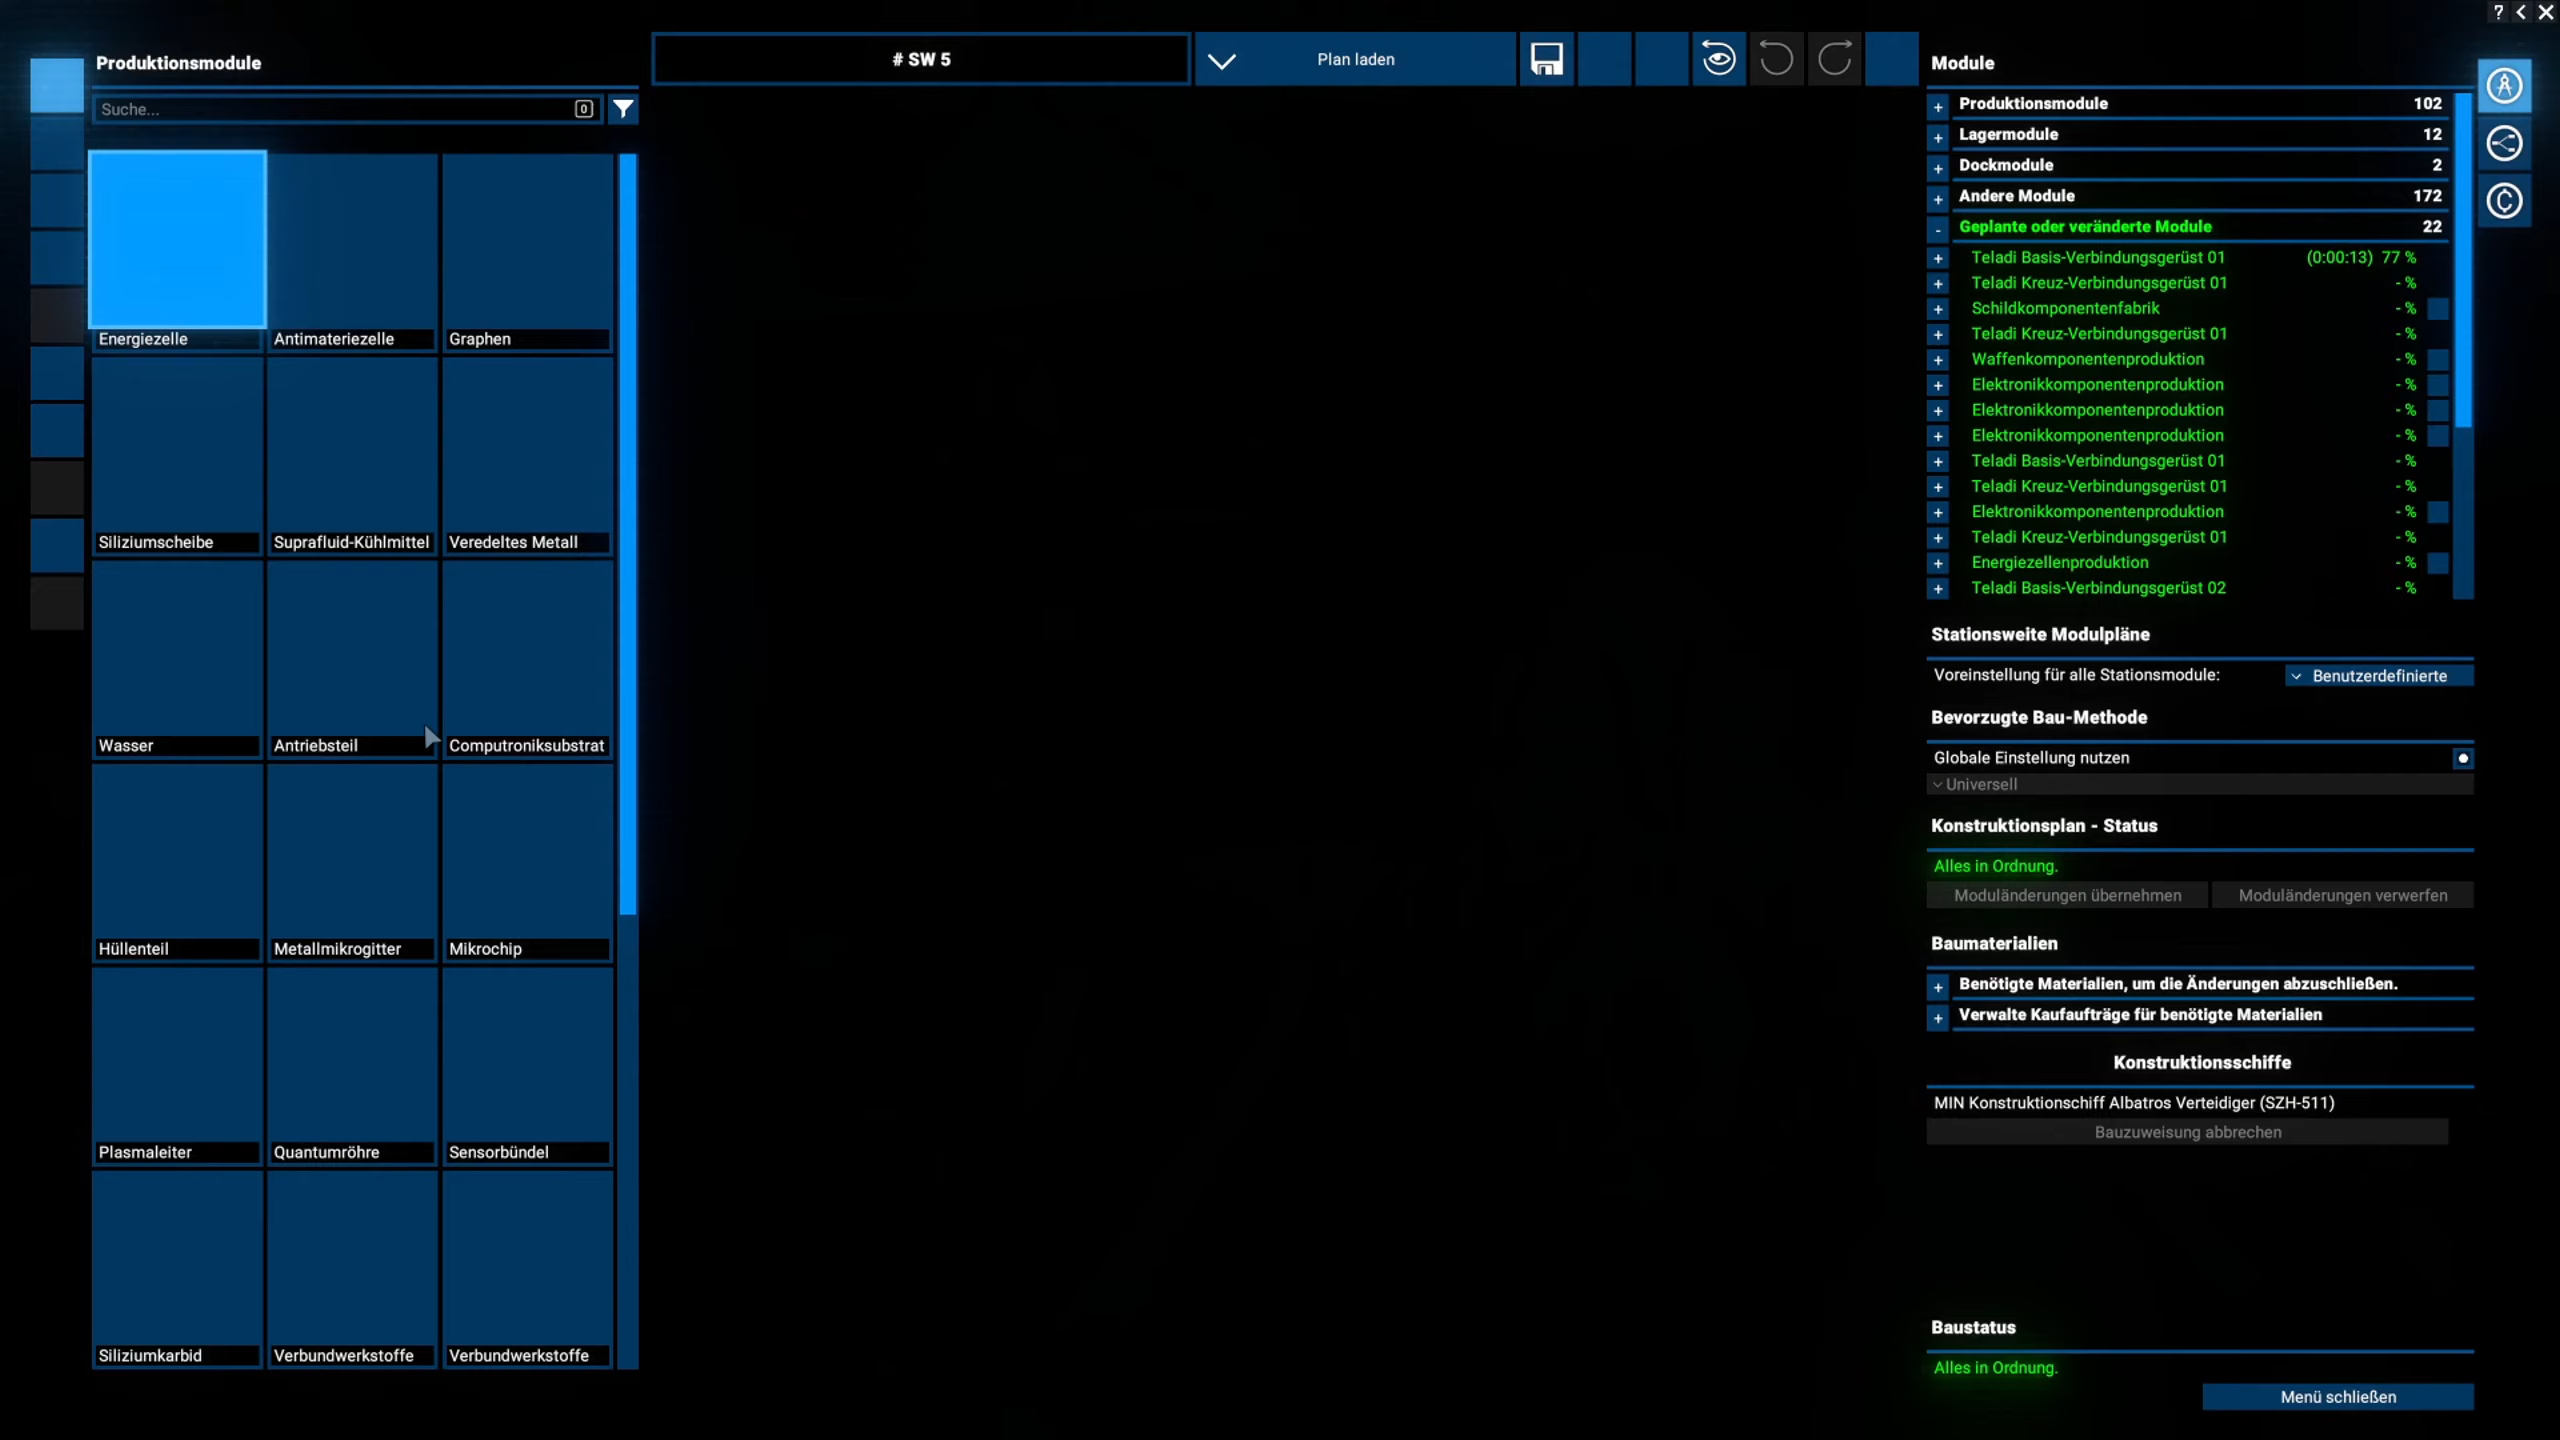 Produktionsmodule
Suche...
0
Energiezelle
Antimateriezelle
Graphen
Siliziumscheibe
Suprafluid-Kühlmittel
Veredeltes Metall
Wasser
Antriebsteil
Computroniksubstrat
Hüllenteil
Metallmikrogitter
Mikrochip
Plasmaleiter
Quantumröhre
Sensorbündel
Siliziumkarbid
Verbundwerkstoffe
Verbundwerkstoffe
# SW 5
Plan laden
? < X
Module
+ Produktionsmodule 102
+ Lagermodule 12
+ Dockmodule 2
+ Andere Module 172
- Geplante oder veränderte Module 22
+ Teladi Basis-Verbindungsgerüst 01 (0:00:13) 77 %
+ Teladi Kreuz-Verbindungsgerüst 01 - %
+ Schildkomponentenfabrik - %
+ Teladi Kreuz-Verbindungsgerüst 01 - %
+ Waffenkomponentenproduktion - %
+ Elektronikkomponentenproduktion - %
+ Elektronikkomponentenproduktion - %
+ Elektronikkomponentenproduktion - %
+ Teladi Basis-Verbindungsgerüst 01 - %
+ Teladi Kreuz-Verbindungsgerüst 01 - %
+ Elektronikkomponentenproduktion - %
+ Teladi Kreuz-Verbindungsgerüst 01 - %
+ Energiezellenproduktion - %
+ Teladi Basis-Verbindungsgerüst 02 - %
Stationsweite Modulpläne
Voreinstellung für alle Stationsmodule: Benutzerdefinierte
Bevorzugte Bau-Methode
Globale Einstellung nutzen
Universell
Konstruktionsplan - Status
Alles in Ordnung.
Moduländerungen übernehmen Moduländerungen verwerfen
Baumaterialien
+ Benötigte Materialien, um die Änderungen abzuschließen.
+ Verwalte Kaufaufträge für benötigte Materialien
Konstruktionsschiffe
MIN Konstruktionschiff Albatros Verteidiger (SZH-511)
Bauzuweisung abbrechen
Baustatus
Alles in Ordnung.
Menü schließen